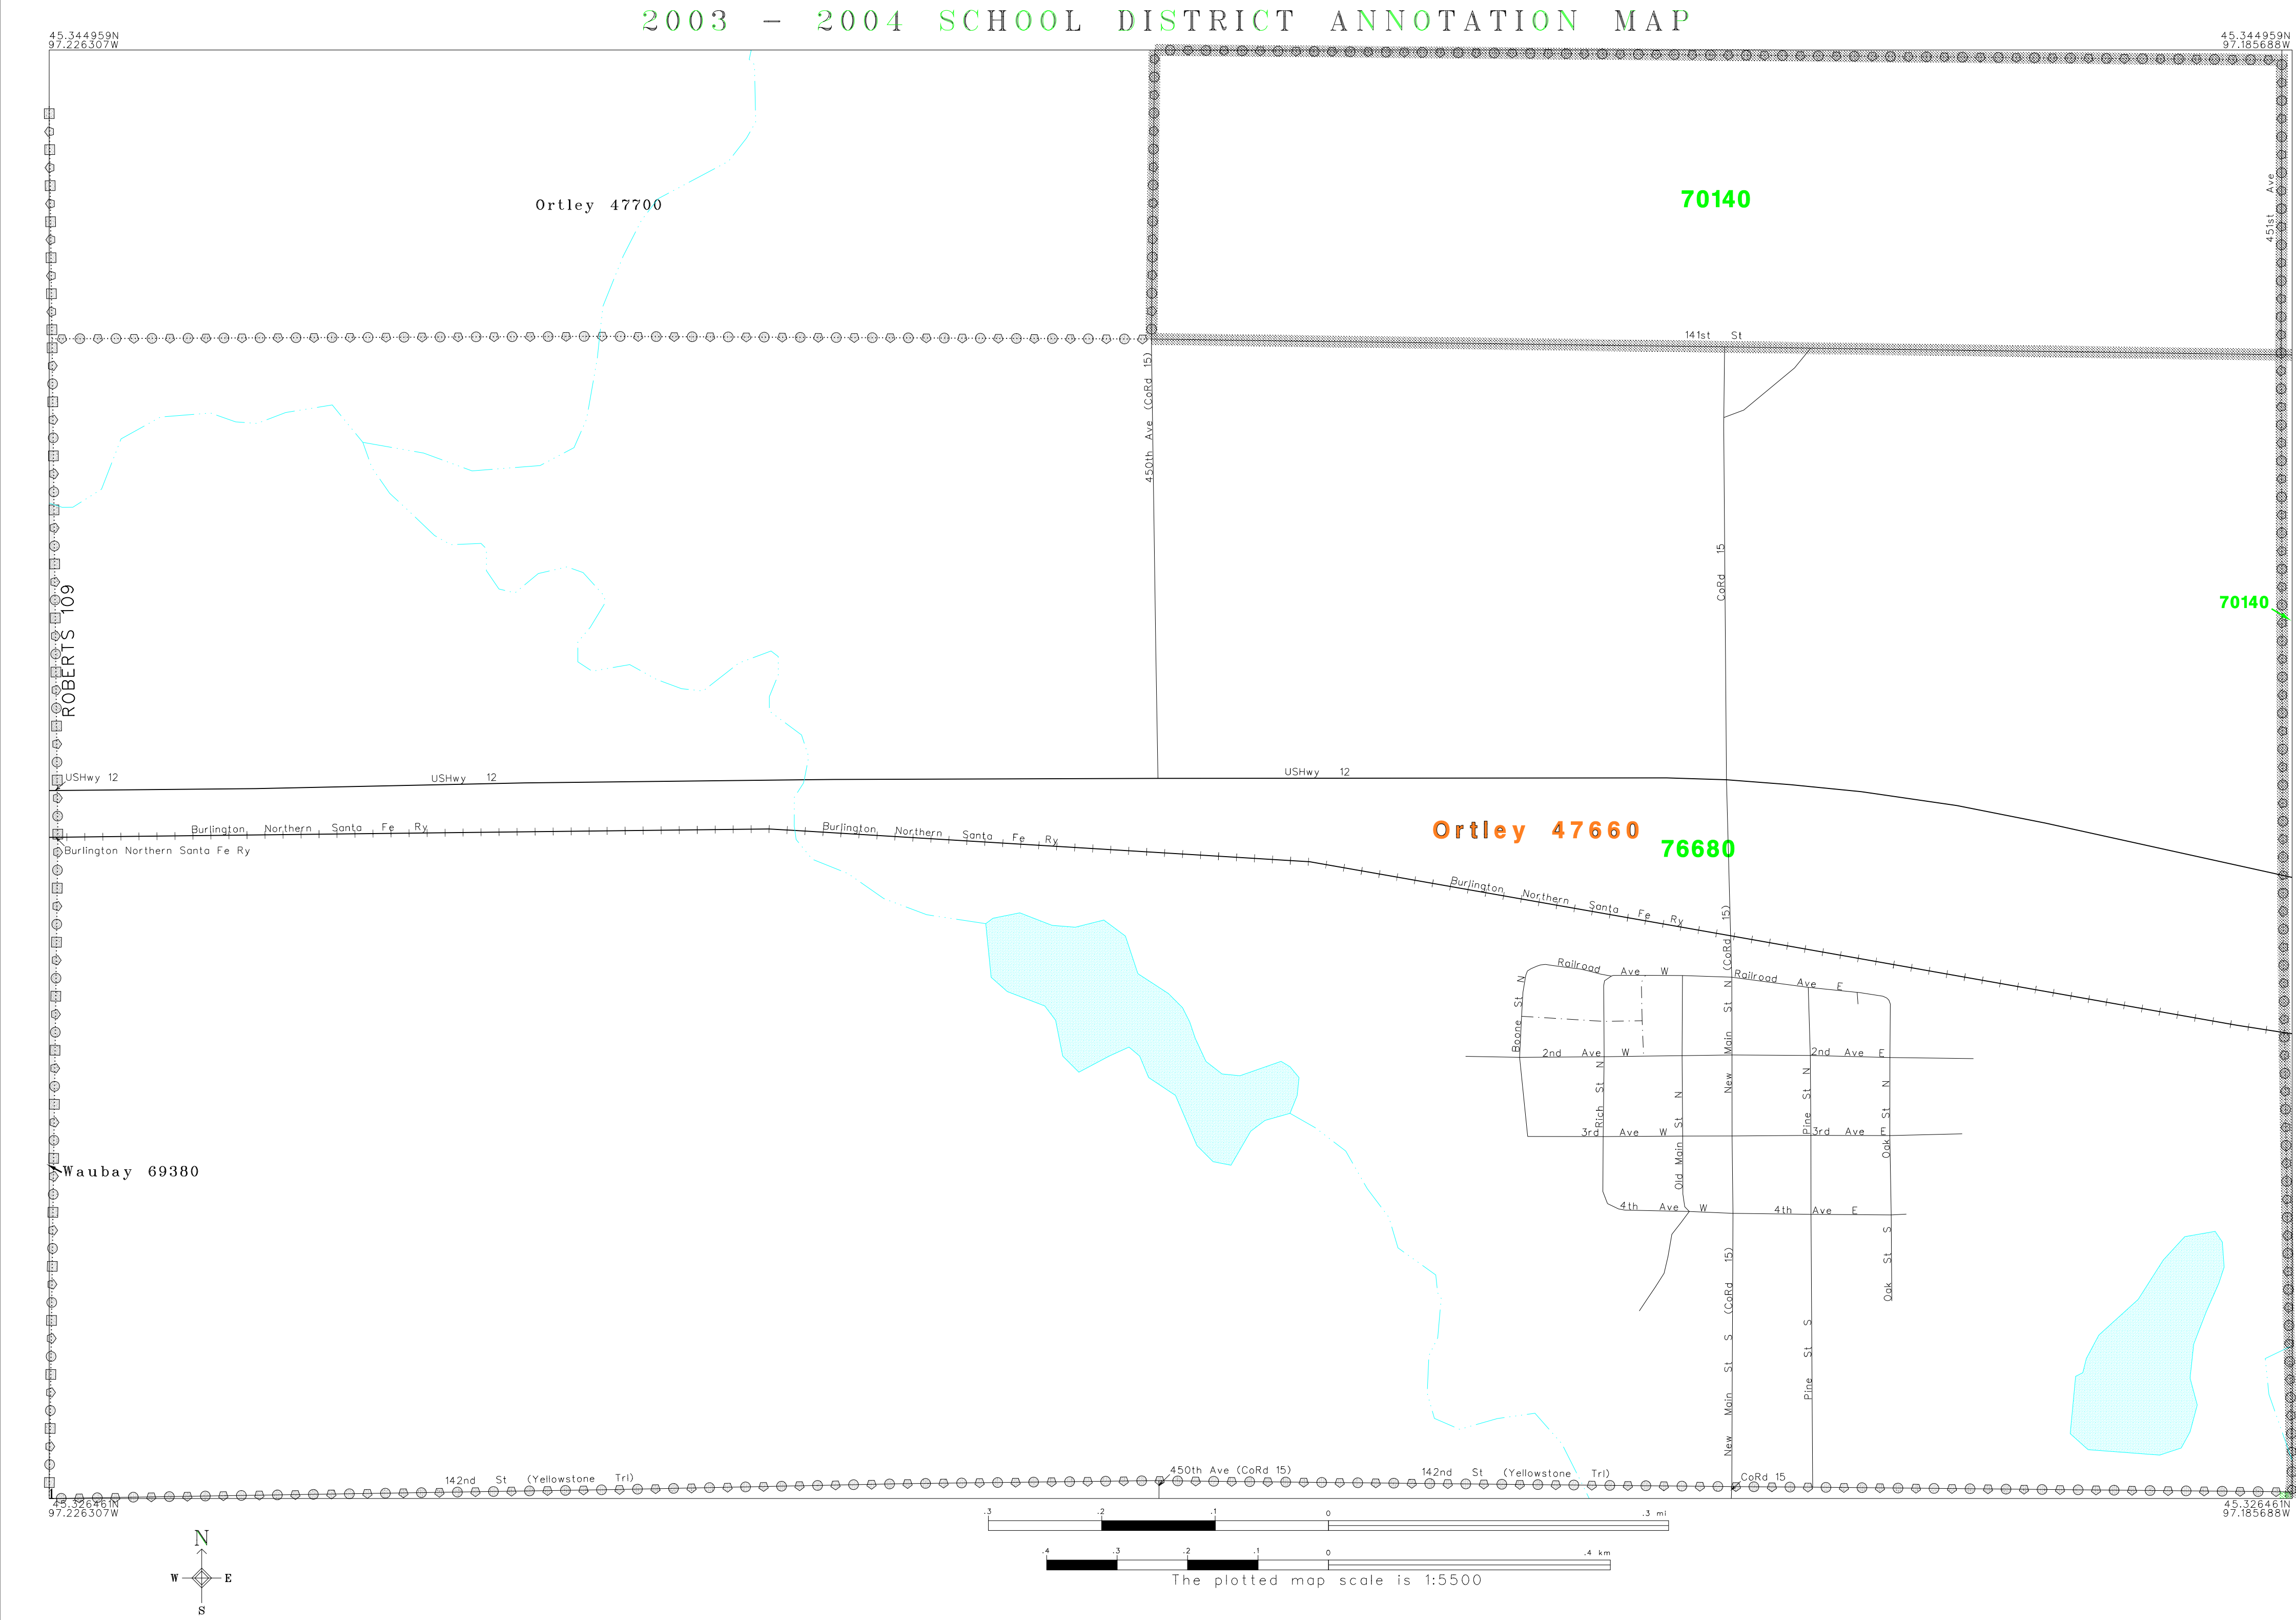 2003 - 2004 SCHOOL DISTRICT ANNOTATION MAP
45.344959N
97.226307W
45.344959N
97.185688W
Ortley 47700
70140
451st Ave
141st St
450th Ave (CoRd 15)
CoRd 15
70140
ROBERTS 109
USHwy 12
USHwy 12
USHwy 12
Ortley 47660
76680
Burlington Northern Santa Fe Ry
Burlington Northern Santa Fe Ry
Burlington Northern Santa Fe Ry
Burlington Northern Santa Fe Ry
Railroad Ave W
Railroad Ave E
Boone St N
New Main St N (CoRd 15)
2nd Ave W
2nd Ave E
Rich St N
Old Main St N
Pine St N
Oak St N
3rd Ave W
3rd Ave E
Waubay 69380
4th Ave W
4th Ave E
New Main St S (CoRd 15)
Pine St S
Oak St S
142nd St (Yellowstone Trl)
450th Ave (CoRd 15)
142nd St (Yellowstone Trl)
CoRd 15
45.326461N
97.226307W
45.326461N
97.185688W
.3 .2 .1 0 .3 mi
.4 .3 .2 .1 0 .4 km
The plotted map scale is 1:5500
N
W E
S